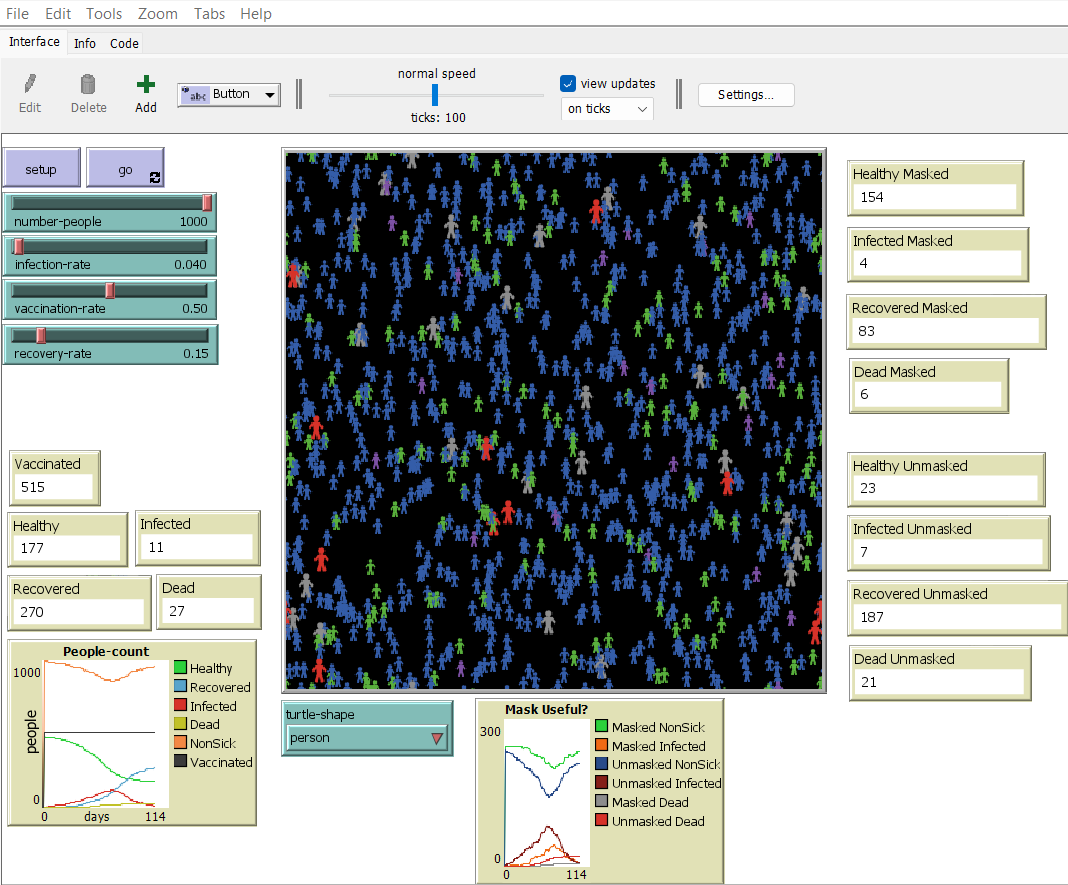 File Edit Tools Zoom Tabs Help
Interface Info Code
normal speed
view updates
Edit Delete Add
abc Button
ticks: 100
on ticks
Settings...
setup
go
number-people 1000
infection-rate 0.040
vaccination-rate 0.50
recovery-rate 0.15
Vaccinated
515
Healthy
177
Infected
11
Recovered
270
Dead
27
People-count
1000
people
0
0 days 114
Healthy
Recovered
Infected
Dead
NonSick
Vaccinated
turtle-shape
person
Mask Useful?
300
0
0 114
Masked NonSick
Masked Infected
Unmasked NonSick
Unmasked Infected
Masked Dead
Unmasked Dead
Healthy Masked
154
Infected Masked
4
Recovered Masked
83
Dead Masked
6
Healthy Unmasked
23
Infected Unmasked
7
Recovered Unmasked
187
Dead Unmasked
21